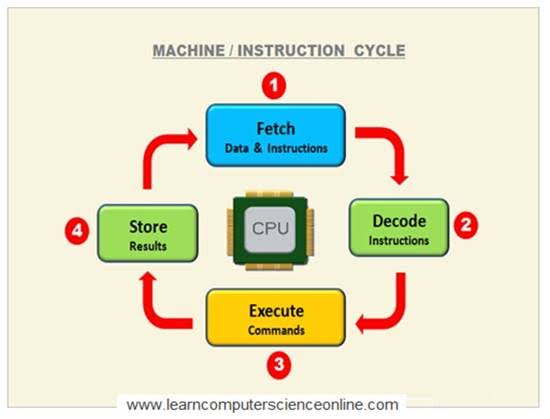 MACHINE / INSTRUCTION CYCLE
1
Fetch
Data & Instructions
Decode
Instructions
2
Execute
Commands
3
4
Store
Results
CPU
www.learncomputerscienceonline.com